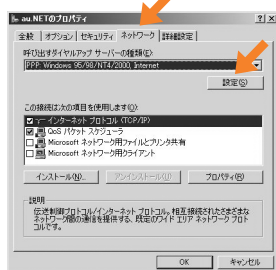 au.NETのプロパティ
全般 オプション セキュリティ ネットワーク 詳細設定
呼び出すダイヤルアップ サーバーの種類(E):
PPP: Windows 95/98/NT4/2000, Internet
設定(S)
この接続は次の項目を使用します(O):
インターネット プロトコル (TCP/IP)
QoS パケット スケジューラ
Microsoft ネットワーク用ファイルとプリンタ共有
Microsoft ネットワーク用クライアント
インストール(N)... アンインストール(U) プロパティ(R)
説明
伝送制御プロトコル/インターネット プロトコル。相互接続されたさまざまな
ネットワーク間の通信を提供する、既定のワイド エリア ネットワーク プロト
コルです。
OK キャンセル